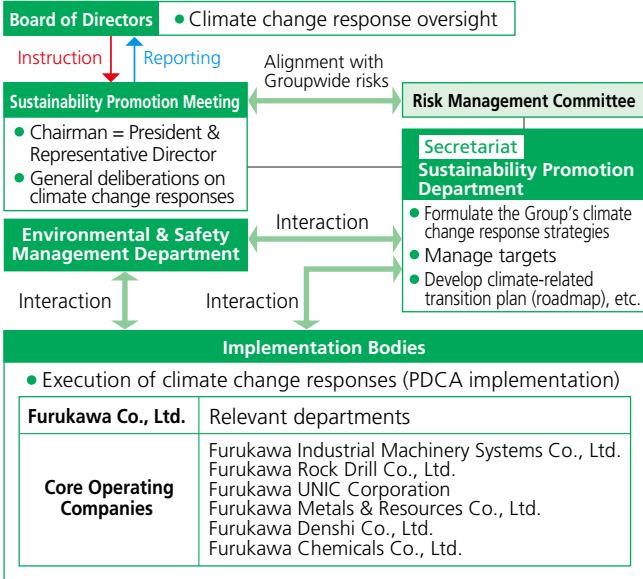 Board of Directors
● Climate change response oversight
Instruction
Reporting
Alignment with
Groupwide risks
Sustainability Promotion Meeting
● Chairman = President &
Representative Director
● General deliberations on
climate change responses
Risk Management Committee
Secretariat
Sustainability Promotion
Department
● Formulate the Group's climate
change response strategies
● Manage targets
● Develop climate-related
transition plan (roadmap), etc.
Environmental & Safety
Management Department
Interaction
Interaction
Interaction
Implementation Bodies
● Execution of climate change responses (PDCA implementation)
Furukawa Co., Ltd.
Relevant departments
Core Operating
Companies
Furukawa Industrial Machinery Systems Co., Ltd.
Furukawa Rock Drill Co., Ltd.
Furukawa UNIC Corporation
Furukawa Metals & Resources Co., Ltd.
Furukawa Denshi Co., Ltd.
Furukawa Chemicals Co., Ltd.